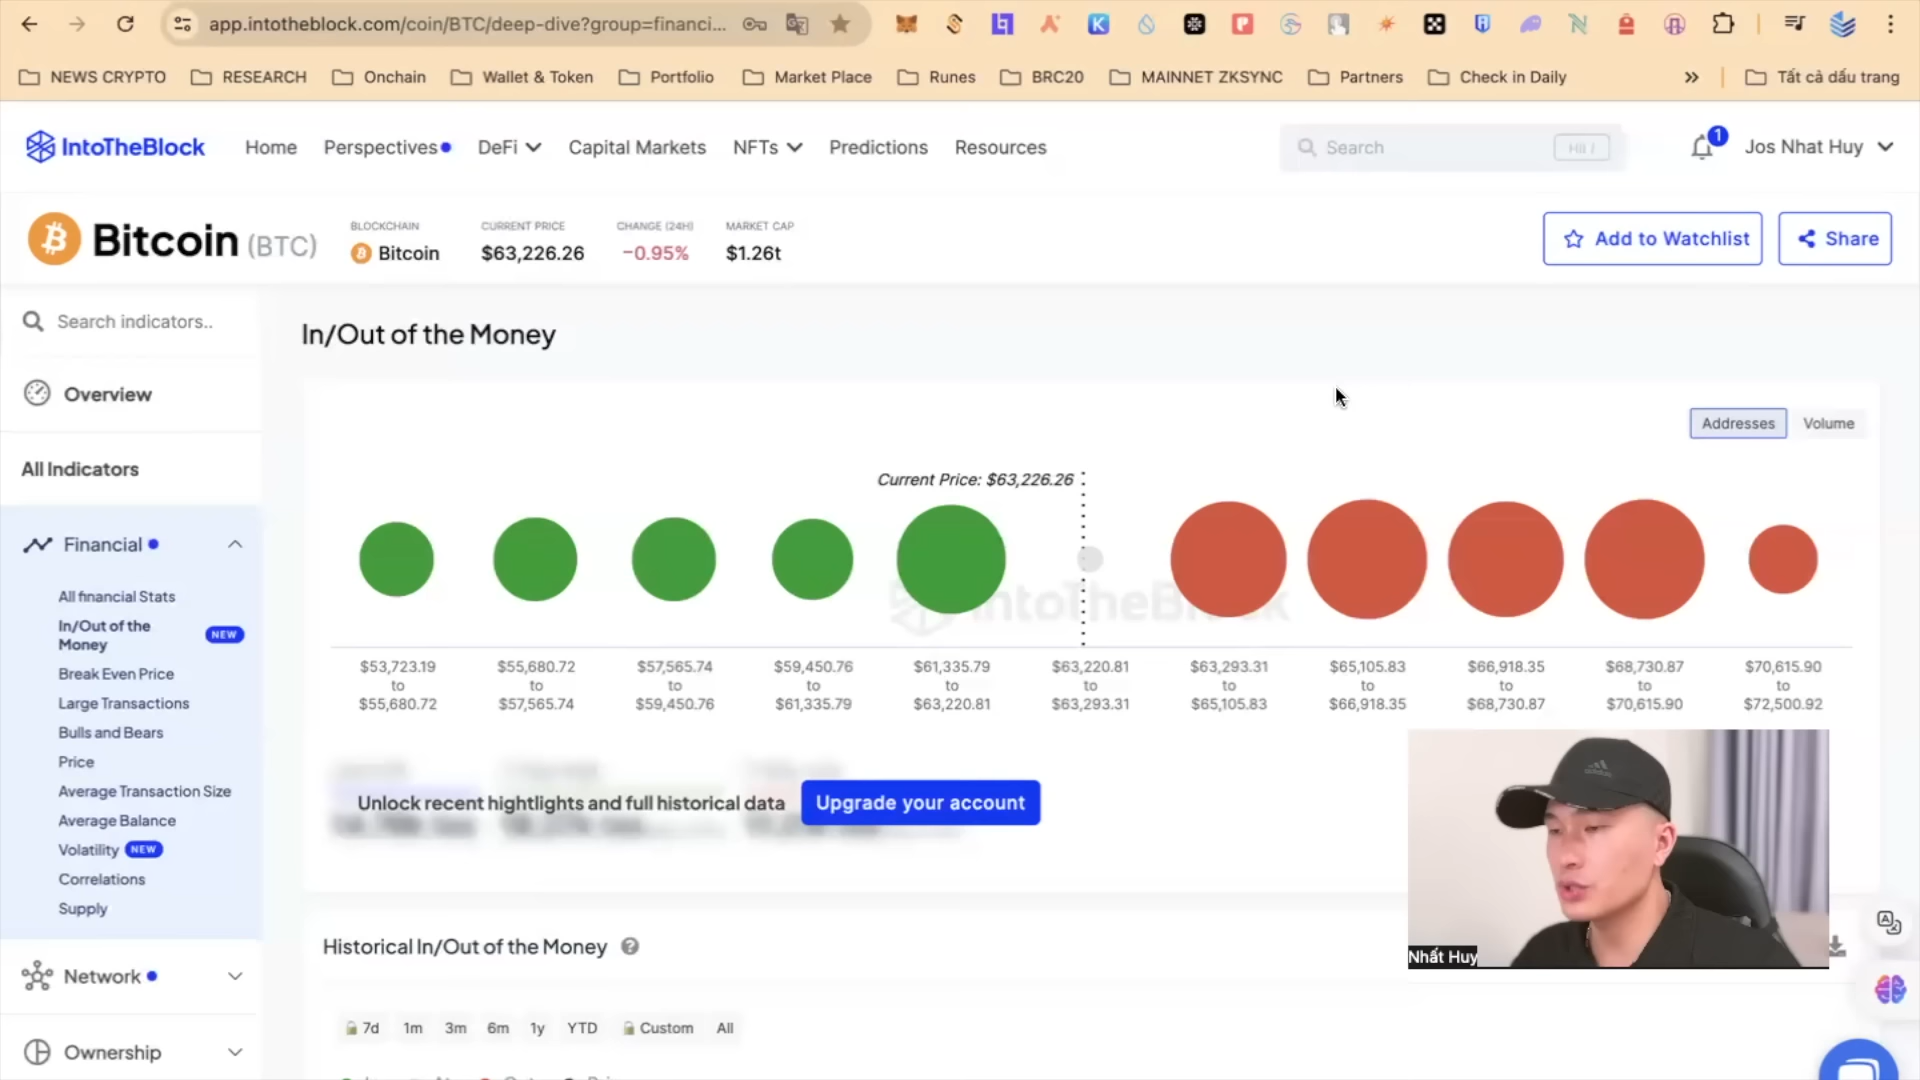 app.intotheblock.com/coin/BTC/deep-dive?group=financi...
NEWS CRYPTO RESEARCH Onchain Wallet & Token Portfolio Market Place Runes BRC20 MAINNET ZKSYNC Partners Check in Daily Tất cả dấu trang
IntoTheBlock Home Perspectives DeFi Capital Markets NFTs Predictions Resources Search 1 Jos Nhat Huy
Bitcoin (BTC)
BLOCKCHAIN CURRENT PRICE CHANGE (24H) MARKET CAP
Bitcoin $63,226.26 −0.95% $1.26t
Add to Watchlist Share
Search indicators..
Overview
All Indicators
Financial
All financial Stats
In/Out of the
Money NEW
Break Even Price
Large Transactions
Bulls and Bears
Price
Average Transaction Size
Average Balance
Volatility NEW
Correlations
Supply
Network
Ownership
In/Out of the Money
Addresses Volume
Current Price: $63,226.26
IntoTheBlock
$53,723.19 $55,680.72 $57,565.74 $59,450.76 $61,335.79 $63,220.81 $63,293.31 $65,105.83 $66,918.35 $68,730.87 $70,615.90
to to to to to to to to to to to
$55,680.72 $57,565.74 $59,450.76 $61,335.79 $63,220.81 $63,293.31 $65,105.83 $66,918.35 $68,730.87 $70,615.90 $72,500.92
Unlock recent hightlights and full historical data Upgrade your account
Nhất Huy
Historical In/Out of the Money
7d 1m 3m 6m 1y YTD Custom All